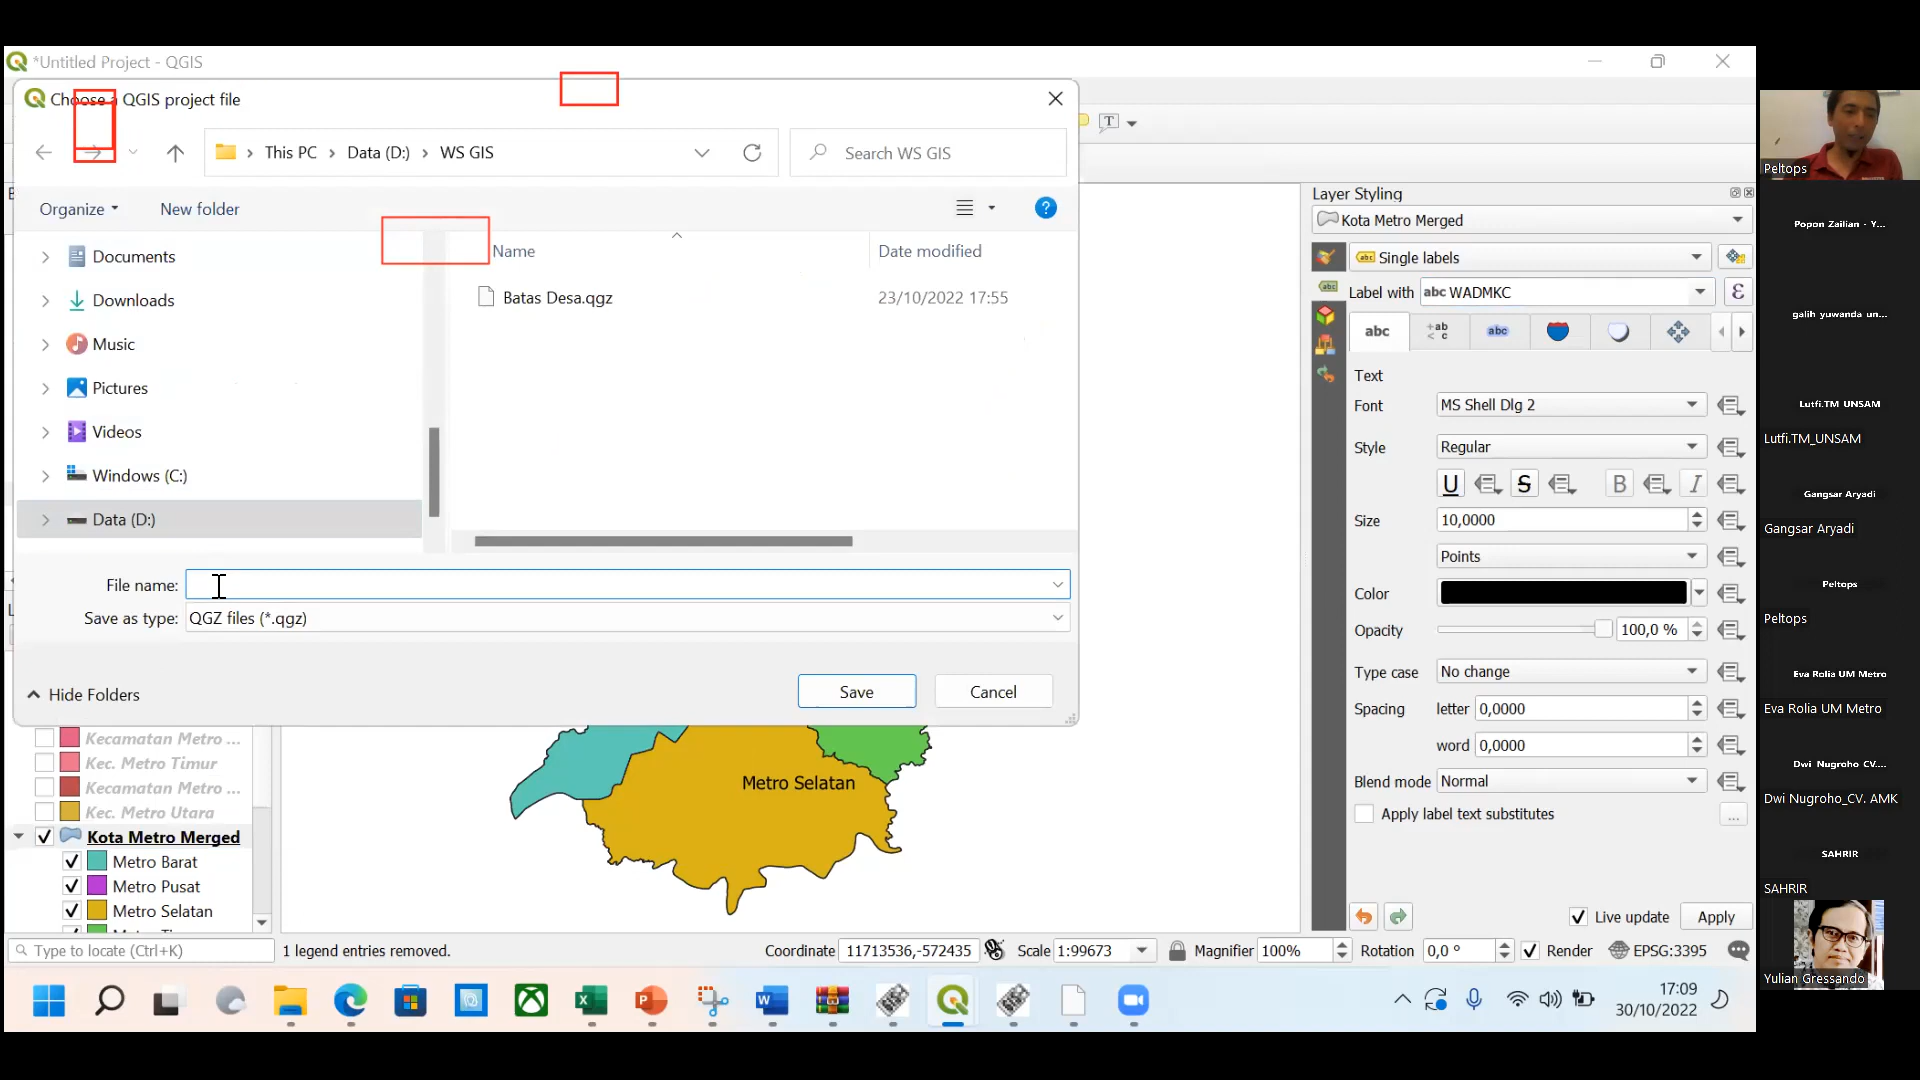 *Untitled Project - QGIS
Choose a QGIS project file
This PC > Data (D:) > WS GIS
Search WS GIS
Organize
New folder
Name
Date modified
Documents
Downloads
Music
Pictures
Videos
Windows (C:)
Data (D:)
Batas Desa.qgz
23/10/2022 17:55
File name:
Save as type: QGZ files (*.qgz)
Hide Folders
Save
Cancel
Kecamatan Metro ...
Kec. Metro Timur
Kecamatan Metro ...
Kec. Metro Utara
Kota Metro Merged
Metro Barat
Metro Pusat
Metro Selatan
Metro Selatan
Layer Styling
Kota Metro Merged
abc Single labels
Label with abc WADMKC ε
abc
+ab < c
abc
Text
Font MS Shell Dlg 2
Style Regular
U S B I
Size 10,0000
Points
Color
Opacity 100,0 %
Type case No change
Spacing letter 0,0000
word 0,0000
Blend mode Normal
Apply label text substitutes ...
Live update Apply
Type to locate (Ctrl+K)
1 legend entries removed.
Coordinate 11713536,-572435
Scale 1:99673
Magnifier 100%
Rotation 0,0 °
Render
EPSG:3395
17:09
30/10/2022
Peltops
Popon Zailian - Y...
galih yuwanda un...
Lutfi.TM UNSAM
Lutfi.TM_UNSAM
Gangsar Aryadi
Gangsar Aryadi
Peltops
Peltops
Eva Rolia UM Metro
Eva Rolia UM Metro
Dwi Nugroho CV....
Dwi Nugroho_CV. AMK
SAHRIR
SAHRIR
Yulian Gressando